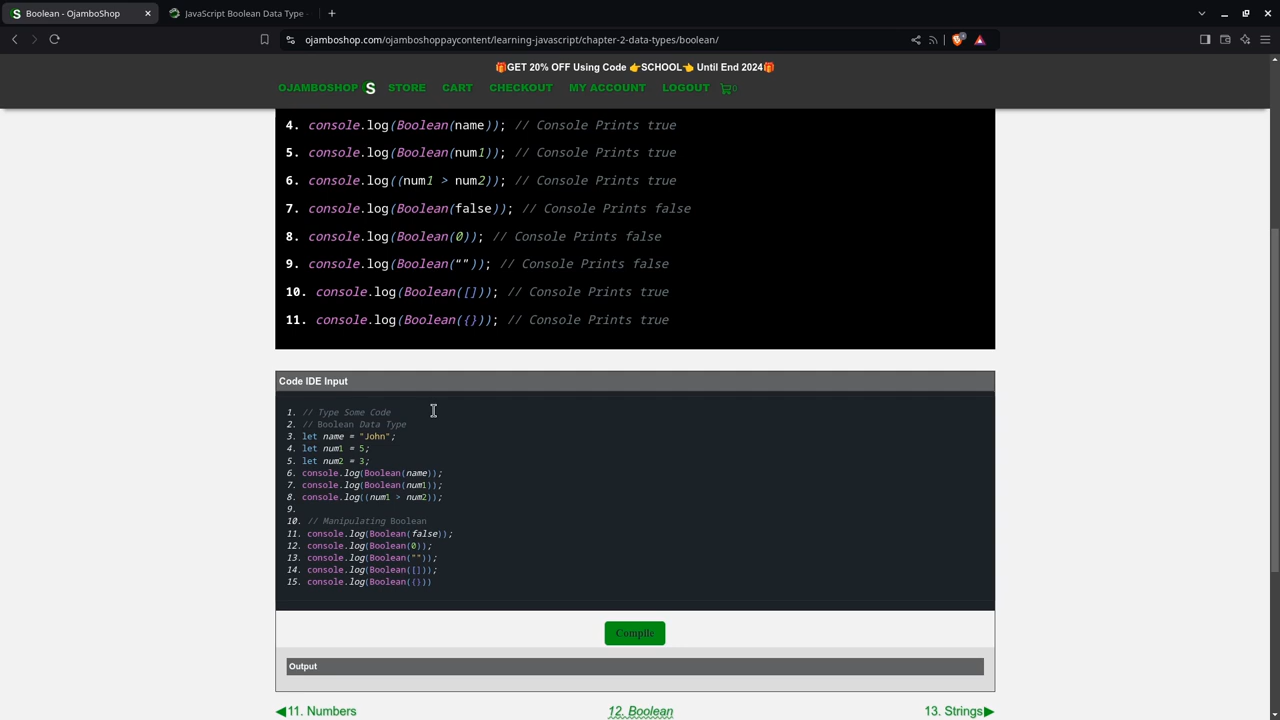 Boolean - OjamboShop
JavaScript Boolean Data Type
ojamboshop.com/ojamboshoppaycontent/learning-javascript/chapter-2-data-types/boolean/
🎁GET 20% OFF Using Code 👉SCHOOL👈 Until End 2024🎁
OJAMBOSHOP S STORE CART CHECKOUT MY ACCOUNT LOGOUT 0
4. console.log(Boolean(name)); // Console Prints true
5. console.log(Boolean(num1)); // Console Prints true
6. console.log((num1 > num2)); // Console Prints true
7. console.log(Boolean(false)); // Console Prints false
8. console.log(Boolean(0)); // Console Prints false
9. console.log(Boolean(“”)); // Console Prints false
10. console.log(Boolean([])); // Console Prints true
11. console.log(Boolean({})); // Console Prints true
Code IDE Input
1. // Type Some Code
2. // Boolean Data Type
3. let name = "John";
4. let num1 = 5;
5. let num2 = 3;
6. console.log(Boolean(name));
7. console.log(Boolean(num1));
8. console.log((num1 > num2));
9.
10. // Manipulating Boolean
11. console.log(Boolean(false));
12. console.log(Boolean(0));
13. console.log(Boolean(""));
14. console.log(Boolean([]));
15. console.log(Boolean({}))
Compile
Output
◀11. Numbers
12. Boolean
13. Strings▶